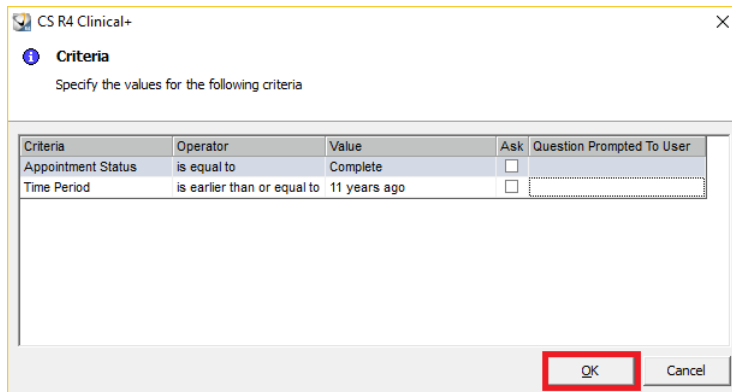 CS R4 Clinical+
Criteria
Specify the values for the following criteria
Criteria Operator Value Ask Question Prompted To User
Appointment Status is equal to Complete
Time Period is earlier than or equal to 11 years ago
OK Cancel